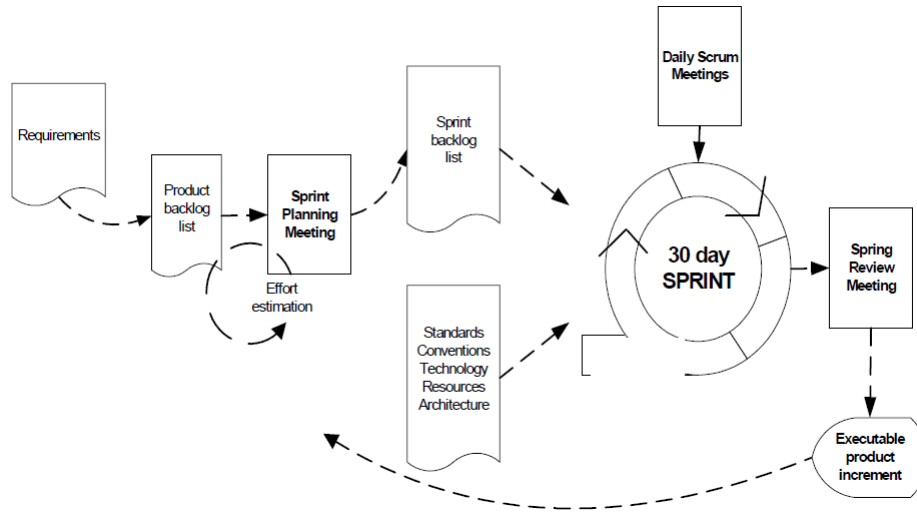 Requirements
Product
backlog
list
Sprint
Planning
Meeting
Effort
estimation
Sprint
backlog
list
Standards
Conventions
Technology
Resources
Architecture
Daily Scrum
Meetings
30 day
SPRINT
Spring
Review
Meeting
Executable
product
increment